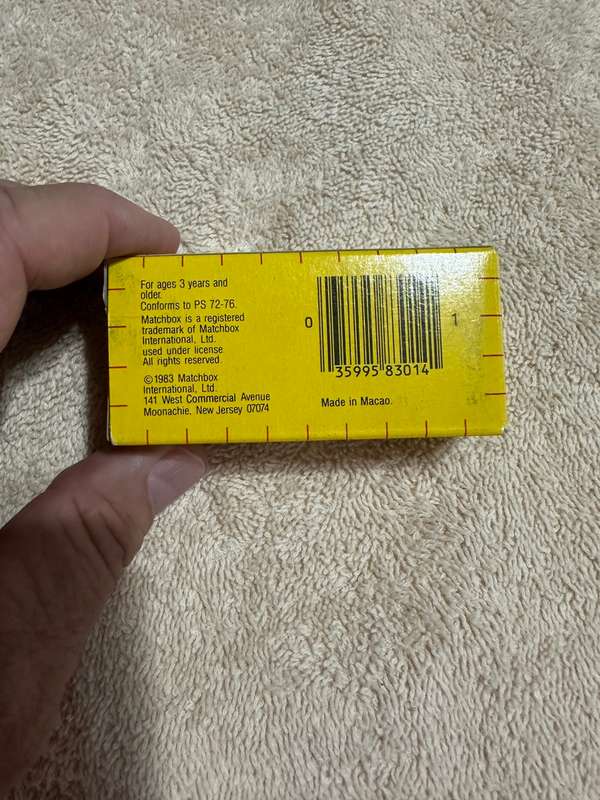 For ages 3 years and
older.
Conforms to PS 72-76.
Matchbox is a registered
trademark of Matchbox
International, Ltd.
used under license
All rights reserved.
©1983 Matchbox
International, Ltd.
141 West Commercial Avenue
Moonachie, New Jersey 07074
0 35995 83014 1
Made in Macao.